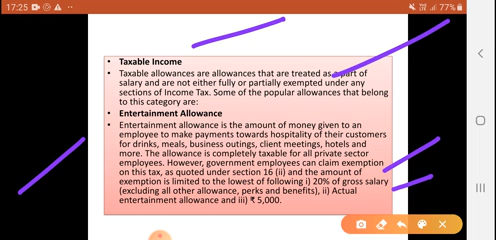 17:25
77%
• Taxable Income
• Taxable allowances are allowances that are treated as a part of
salary and are not either fully or partially exempted under any
sections of Income Tax. Some of the popular allowances that belong
to this category are:
• Entertainment Allowance
• Entertainment allowance is the amount of money given to an
employee to make payments towards hospitality of their customers
for drinks, meals, business outings, client meetings, hotels and
more. The allowance is completely taxable for all private sector
employees. However, government employees can claim exemption
on this tax, as quoted under section 16 (ii) and the amount of
exemption is limited to the lowest of following i) 20% of gross salary
(excluding all other allowance, perks and benefits), ii) Actual
entertainment allowance and iii) ₹ 5,000.